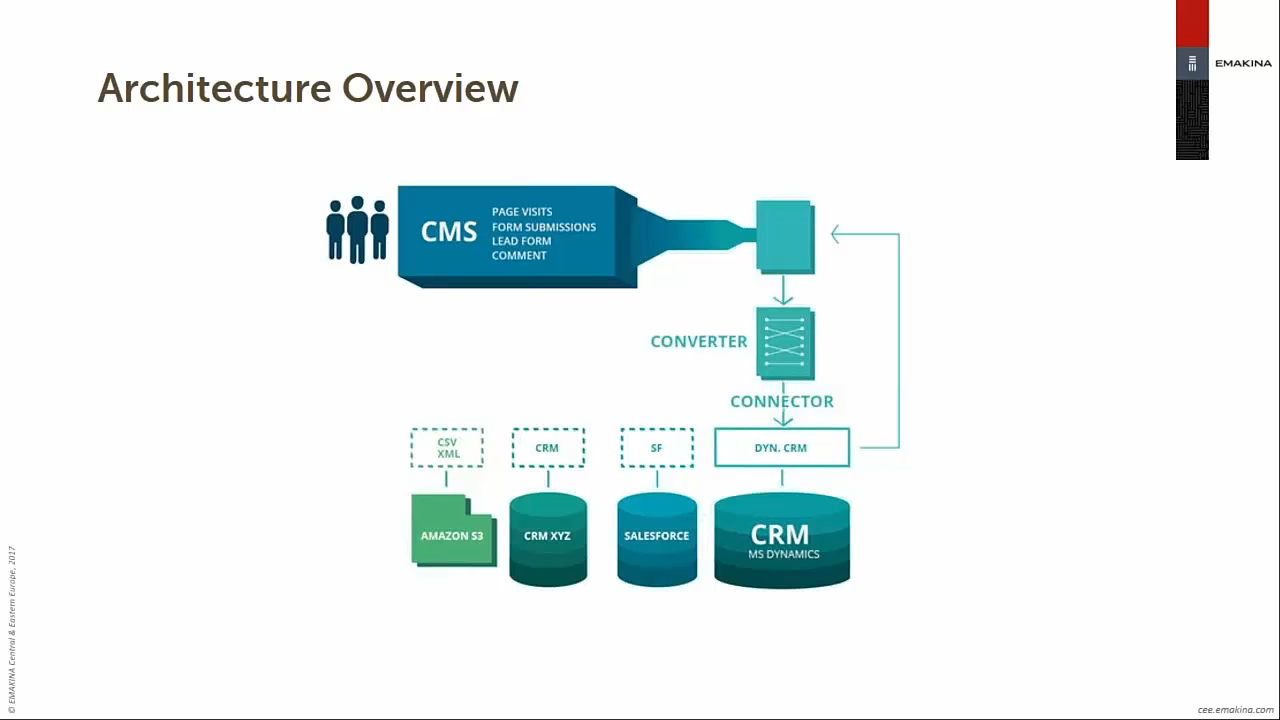 Architecture Overview
EMAKINA
CMS
PAGE VISITS
FORM SUBMISSIONS
LEAD FORM
COMMENT
CONVERTER
CONNECTOR
CSV
XML
CRM
SF
DYN. CRM
AMAZON S3
CRM XYZ
SALESFORCE
CRM
MS DYNAMICS
© EMAKINA Central & Eastern Europe, 2017
cee.emakina.com